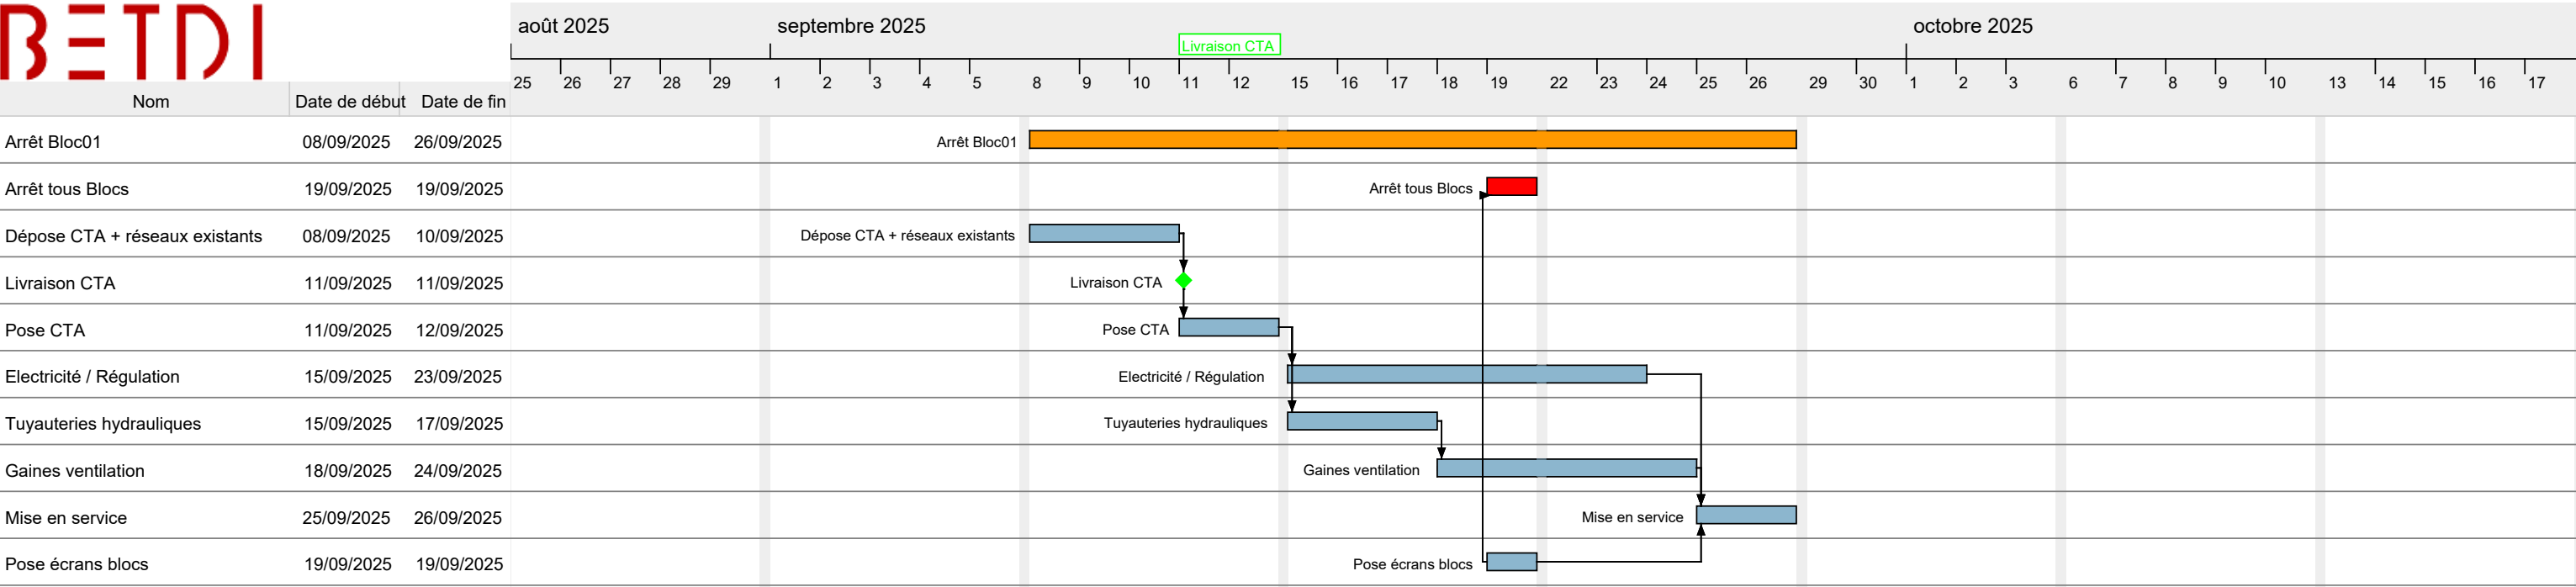 BETDI
août 2025 septembre 2025 octobre 2025
Livraison CTA
25 26 27 28 29 1 2 3 4 5 8 9 10 11 12 15 16 17 18 19 22 23 24 25 26 29 30 1 2 3 6 7 8 9 10 13 14 15 16 17
Nom Date de début Date de fin
Arrêt Bloc01 08/09/2025 26/09/2025 Arrêt Bloc01
Arrêt tous Blocs 19/09/2025 19/09/2025 Arrêt tous Blocs
Dépose CTA + réseaux existants 08/09/2025 10/09/2025 Dépose CTA + réseaux existants
Livraison CTA 11/09/2025 11/09/2025 Livraison CTA
Pose CTA 11/09/2025 12/09/2025 Pose CTA
Electricité / Régulation 15/09/2025 23/09/2025 Electricité / Régulation
Tuyauteries hydrauliques 15/09/2025 17/09/2025 Tuyauteries hydrauliques
Gaines ventilation 18/09/2025 24/09/2025 Gaines ventilation
Mise en service 25/09/2025 26/09/2025 Mise en service
Pose écrans blocs 19/09/2025 19/09/2025 Pose écrans blocs